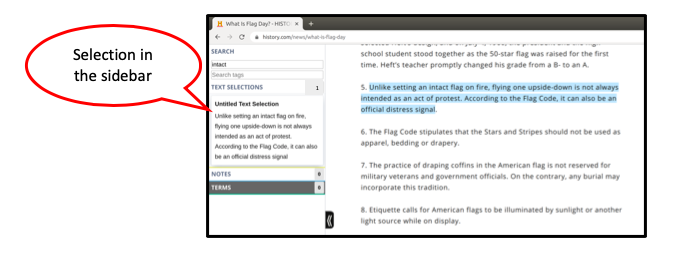 Selection in
the sidebar
What Is Flag Day? - HISTO
history.com/news/what-is-flag-day
SEARCH
intact
Search tags
TEXT SELECTIONS 1
Untitled Text Selection
Unlike setting an intact flag on fire,
flying one upside-down is not always
intended as an act of protest.
According to the Flag Code, it can also
be an official distress signal
NOTES 0
TERMS 0
school student stood together as the 50-star flag was raised for the first
time. Heft's teacher promptly changed his grade from a B- to an A.
5. Unlike setting an intact flag on fire, flying one upside-down is not always
intended as an act of protest. According to the Flag Code, it can also be an
official distress signal.
6. The Flag Code stipulates that the Stars and Stripes should not be used as
apparel, bedding or drapery.
7. The practice of draping coffins in the American flag is not reserved for
military veterans and government officials. On the contrary, any burial may
incorporate this tradition.
8. Etiquette calls for American flags to be illuminated by sunlight or another
light source while on display.